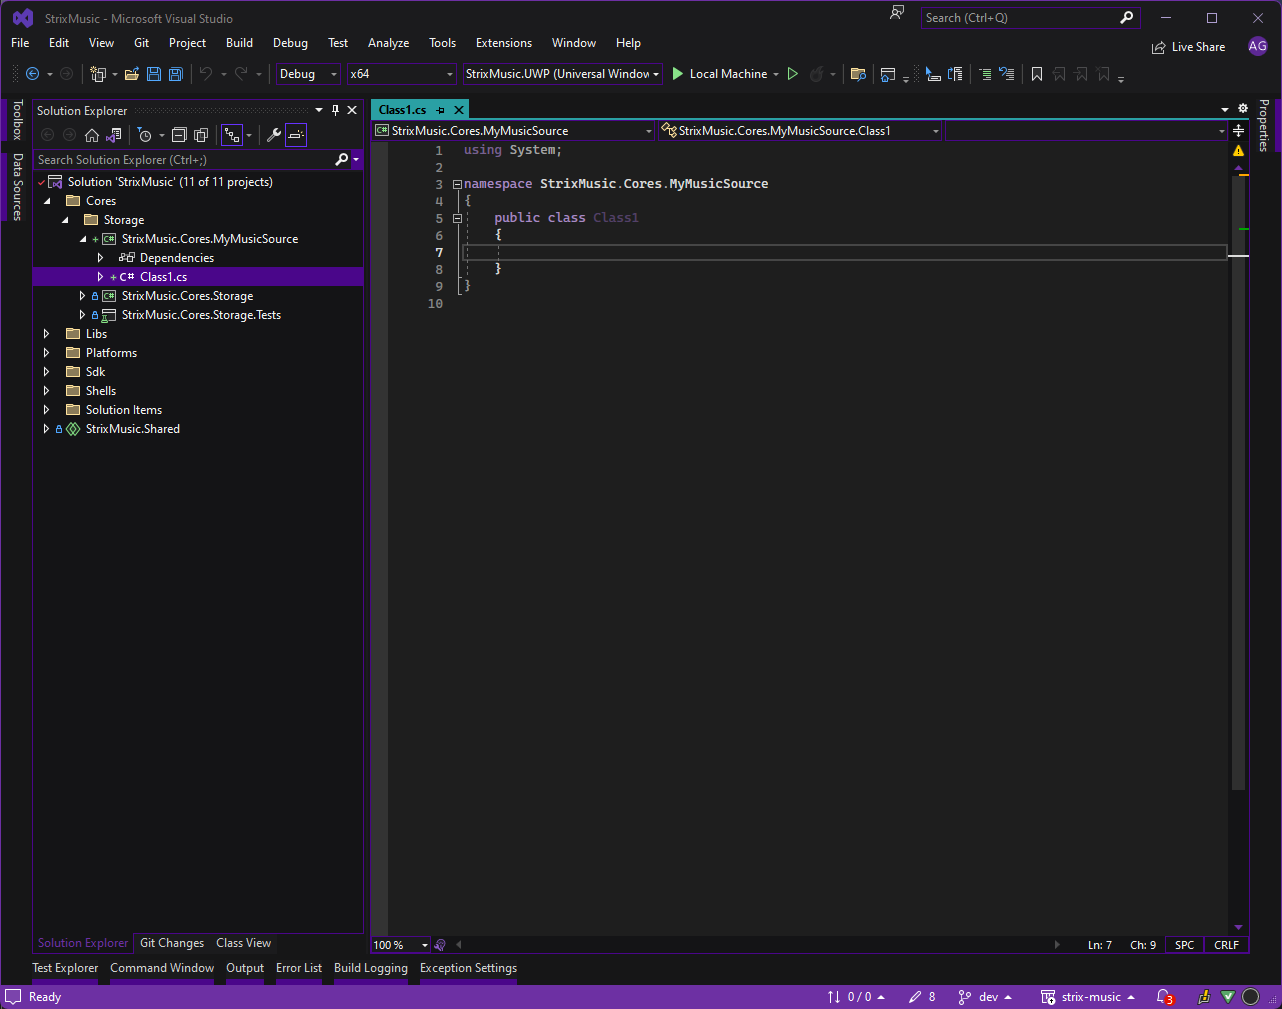 StrixMusic - Microsoft Visual Studio
Search (Ctrl+Q)
File Edit View Git Project Build Debug Test Analyze Tools Extensions Window Help
Live Share
AG
Debug x64 StrixMusic.UWP (Universal Window Local Machine
Toolbox
Data Sources
Solution Explorer
Search Solution Explorer (Ctrl+;)
Solution 'StrixMusic' (11 of 11 projects)
Cores
Storage
+ C# StrixMusic.Cores.MyMusicSource
Dependencies
+ C# Class1.cs
C# StrixMusic.Cores.Storage
StrixMusic.Cores.Storage.Tests
Libs
Platforms
Sdk
Shells
Solution Items
StrixMusic.Shared
Class1.cs
C# StrixMusic.Cores.MyMusicSource StrixMusic.Cores.MyMusicSource.Class1
Properties
1 using System;
2
3 namespace StrixMusic.Cores.MyMusicSource
4 {
5 public class Class1
6 {
7
8 }
9 }
10
Solution Explorer Git Changes Class View
100 % Ln: 7 Ch: 9 SPC CRLF
Test Explorer Command Window Output Error List Build Logging Exception Settings
Ready 0 / 0 8 dev strix-music 3